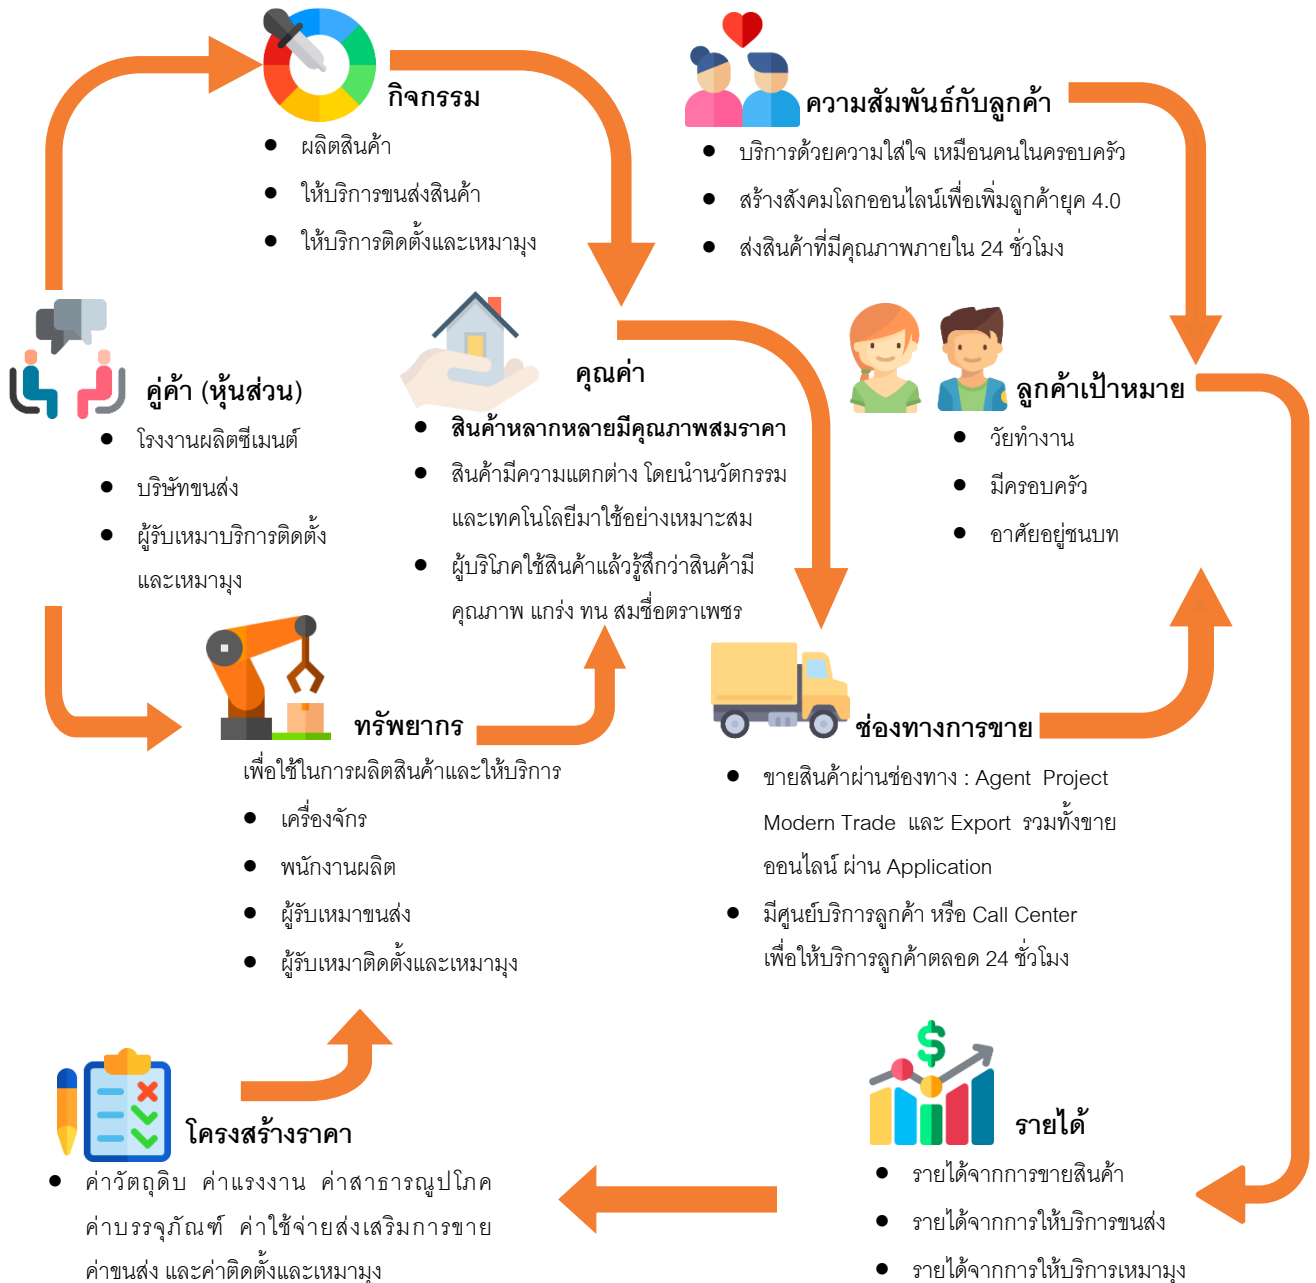 กิจกรรม
● ผลิตสินค้า
● ให้บริการขนส่งสินค้า
● ให้บริการติดตั้งและเหมามุง
ความสัมพันธ์กับลูกค้า
● บริการด้วยความใส่ใจ เหมือนคนในครอบครัว
● สร้างสังคมโลกออนไลน์เพื่อเพิ่มลูกค้ายุค 4.0
● ส่งสินค้าที่มีคุณภาพภายใน 24 ชั่วโมง
คู่ค้า (หุ้นส่วน)
● โรงงานผลิตซีเมนต์
● บริษัทขนส่ง
● ผู้รับเหมาบริการติดตั้ง
และเหมามุง
คุณค่า
● สินค้าหลากหลายมีคุณภาพสมราคา
● สินค้ามีความแตกต่าง โดยนำนวัตกรรม
และเทคโนโลยีมาใช้อย่างเหมาะสม
● ผู้บริโภคใช้สินค้าแล้วรู้สึกว่าสินค้ามี
คุณภาพ แกร่ง ทน สมชื่อตราเพชร
ลูกค้าเป้าหมาย
● วัยทำงาน
● มีครอบครัว
● อาศัยอยู่ชนบท
ทรัพยากร
เพื่อใช้ในการผลิตสินค้าและให้บริการ
● เครื่องจักร
● พนักงานผลิต
● ผู้รับเหมาขนส่ง
● ผู้รับเหมาติดตั้งและเหมามุง
ช่องทางการขาย
● ขายสินค้าผ่านช่องทาง : Agent Project
Modern Trade และ Export รวมทั้งขาย
ออนไลน์ ผ่าน Application
● มีศูนย์บริการลูกค้า หรือ Call Center
เพื่อให้บริการลูกค้าตลอด 24 ชั่วโมง
โครงสร้างราคา
● ค่าวัตถุดิบ ค่าแรงงาน ค่าสาธารณูปโภค
ค่าบรรจุภัณฑ์ ค่าใช้จ่ายส่งเสริมการขาย
ค่าขนส่ง และค่าติดตั้งและเหมามุง
$
รายได้
● รายได้จากการขายสินค้า
● รายได้จากการให้บริการขนส่ง
● รายได้จากการให้บริการเหมามุง